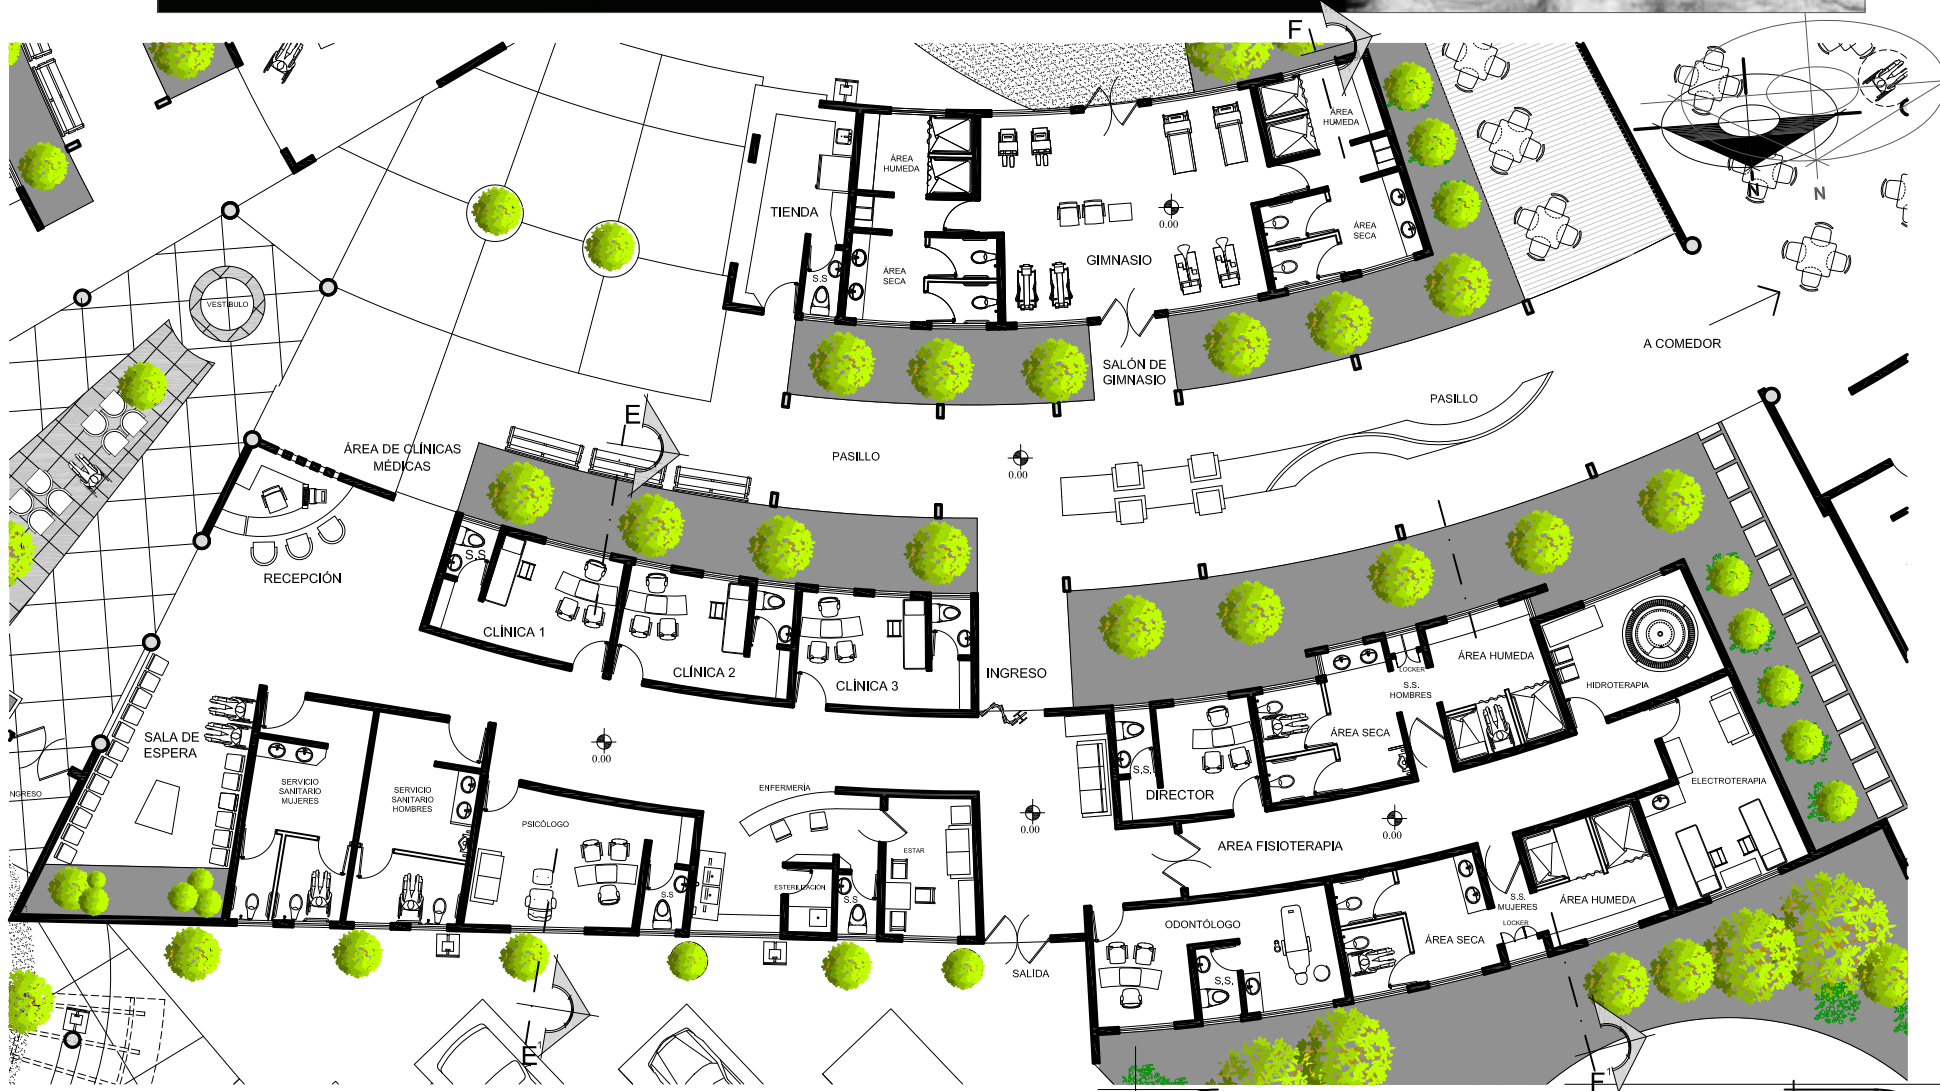 F
N
N
ÁREA
HUMEDA
ÁREA
HUMEDA
TIENDA
0.00
ÁREA
SECA
GIMNASIO
ÁREA
SECA
S.S
VESTÍBULO
A COMEDOR
SALÓN DE
GIMNASIO
PASILLO
E
ÁREA DE CLÍNICAS
MÉDICAS
PASILLO
0.00
RECEPCIÓN
S.S
CLÍNICA 1
CLÍNICA 2
CLÍNICA 3
INGRESO
ÁREA HUMEDA
LOCKER
S.S.
HOMBRES
HIDROTERAPIA
SALA DE
ESPERA
ÁREA SECA
0.00
S.S.
SERVICIO
SANITARIO
MUJERES
SERVICIO
SANITARIO
HOMBRES
ENFERMERÍA
DIRECTOR
ELECTROTERAPIA
NGRESO
PSICÓLOGO
0.00
0.00
ESTAR
AREA FISIOTERAPIA
ESTERILIZACIÓN
S.S
S.S
S.S.
MUJERES
ÁREA HUMEDA
ODONTÓLOGO
LOCKER
ÁREA SECA
SALIDA
S.S.
E'
F'